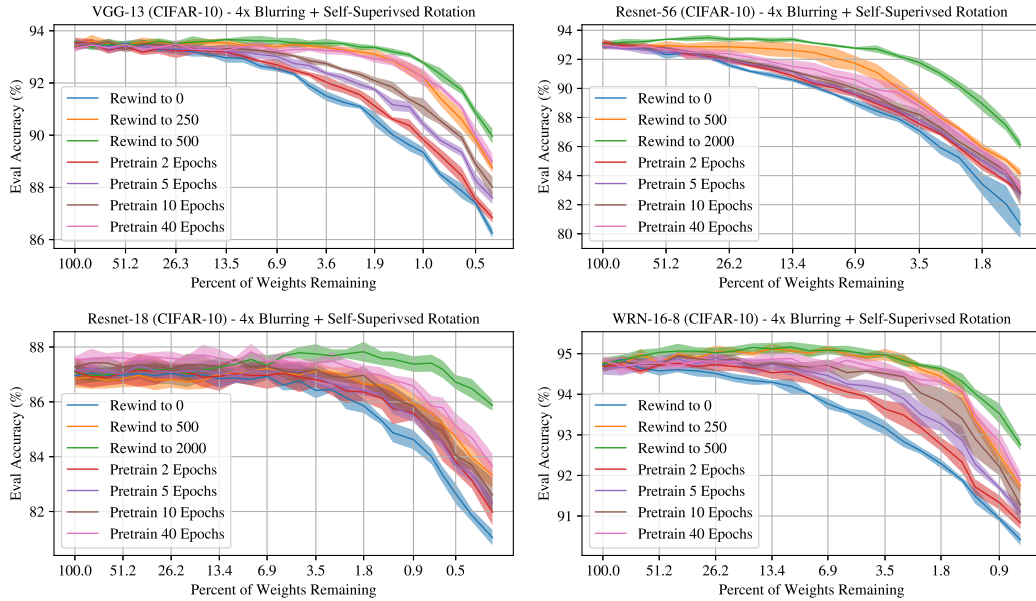 VGG-13 (CIFAR-10) - 4x Blurring + Self-Superivsed Rotation
94
92
90
88
86
Eval Accuracy (%)
Rewind to 0
Rewind to 250
Rewind to 500
Pretrain 2 Epochs
Pretrain 5 Epochs
Pretrain 10 Epochs
Pretrain 40 Epochs
100.0 51.2 26.3 13.5 6.9 3.6 1.9 1.0 0.5
Percent of Weights Remaining
Resnet-56 (CIFAR-10) - 4x Blurring + Self-Superivsed Rotation
94
92
90
88
86
84
82
80
Eval Accuracy (%)
Rewind to 0
Rewind to 500
Rewind to 2000
Pretrain 2 Epochs
Pretrain 5 Epochs
Pretrain 10 Epochs
Pretrain 40 Epochs
100.0 51.2 26.2 13.4 6.9 3.5 1.8
Percent of Weights Remaining
Resnet-18 (CIFAR-10) - 4x Blurring + Self-Superivsed Rotation
88
86
84
82
Eval Accuracy (%)
Rewind to 0
Rewind to 500
Rewind to 2000
Pretrain 2 Epochs
Pretrain 5 Epochs
Pretrain 10 Epochs
Pretrain 40 Epochs
100.0 51.2 26.2 13.4 6.9 3.5 1.8 0.9 0.5
Percent of Weights Remaining
WRN-16-8 (CIFAR-10) - 4x Blurring + Self-Superivsed Rotation
95
94
93
92
91
Eval Accuracy (%)
Rewind to 0
Rewind to 250
Rewind to 500
Pretrain 2 Epochs
Pretrain 5 Epochs
Pretrain 10 Epochs
Pretrain 40 Epochs
100.0 51.2 26.2 13.4 6.9 3.5 1.8 0.9
Percent of Weights Remaining